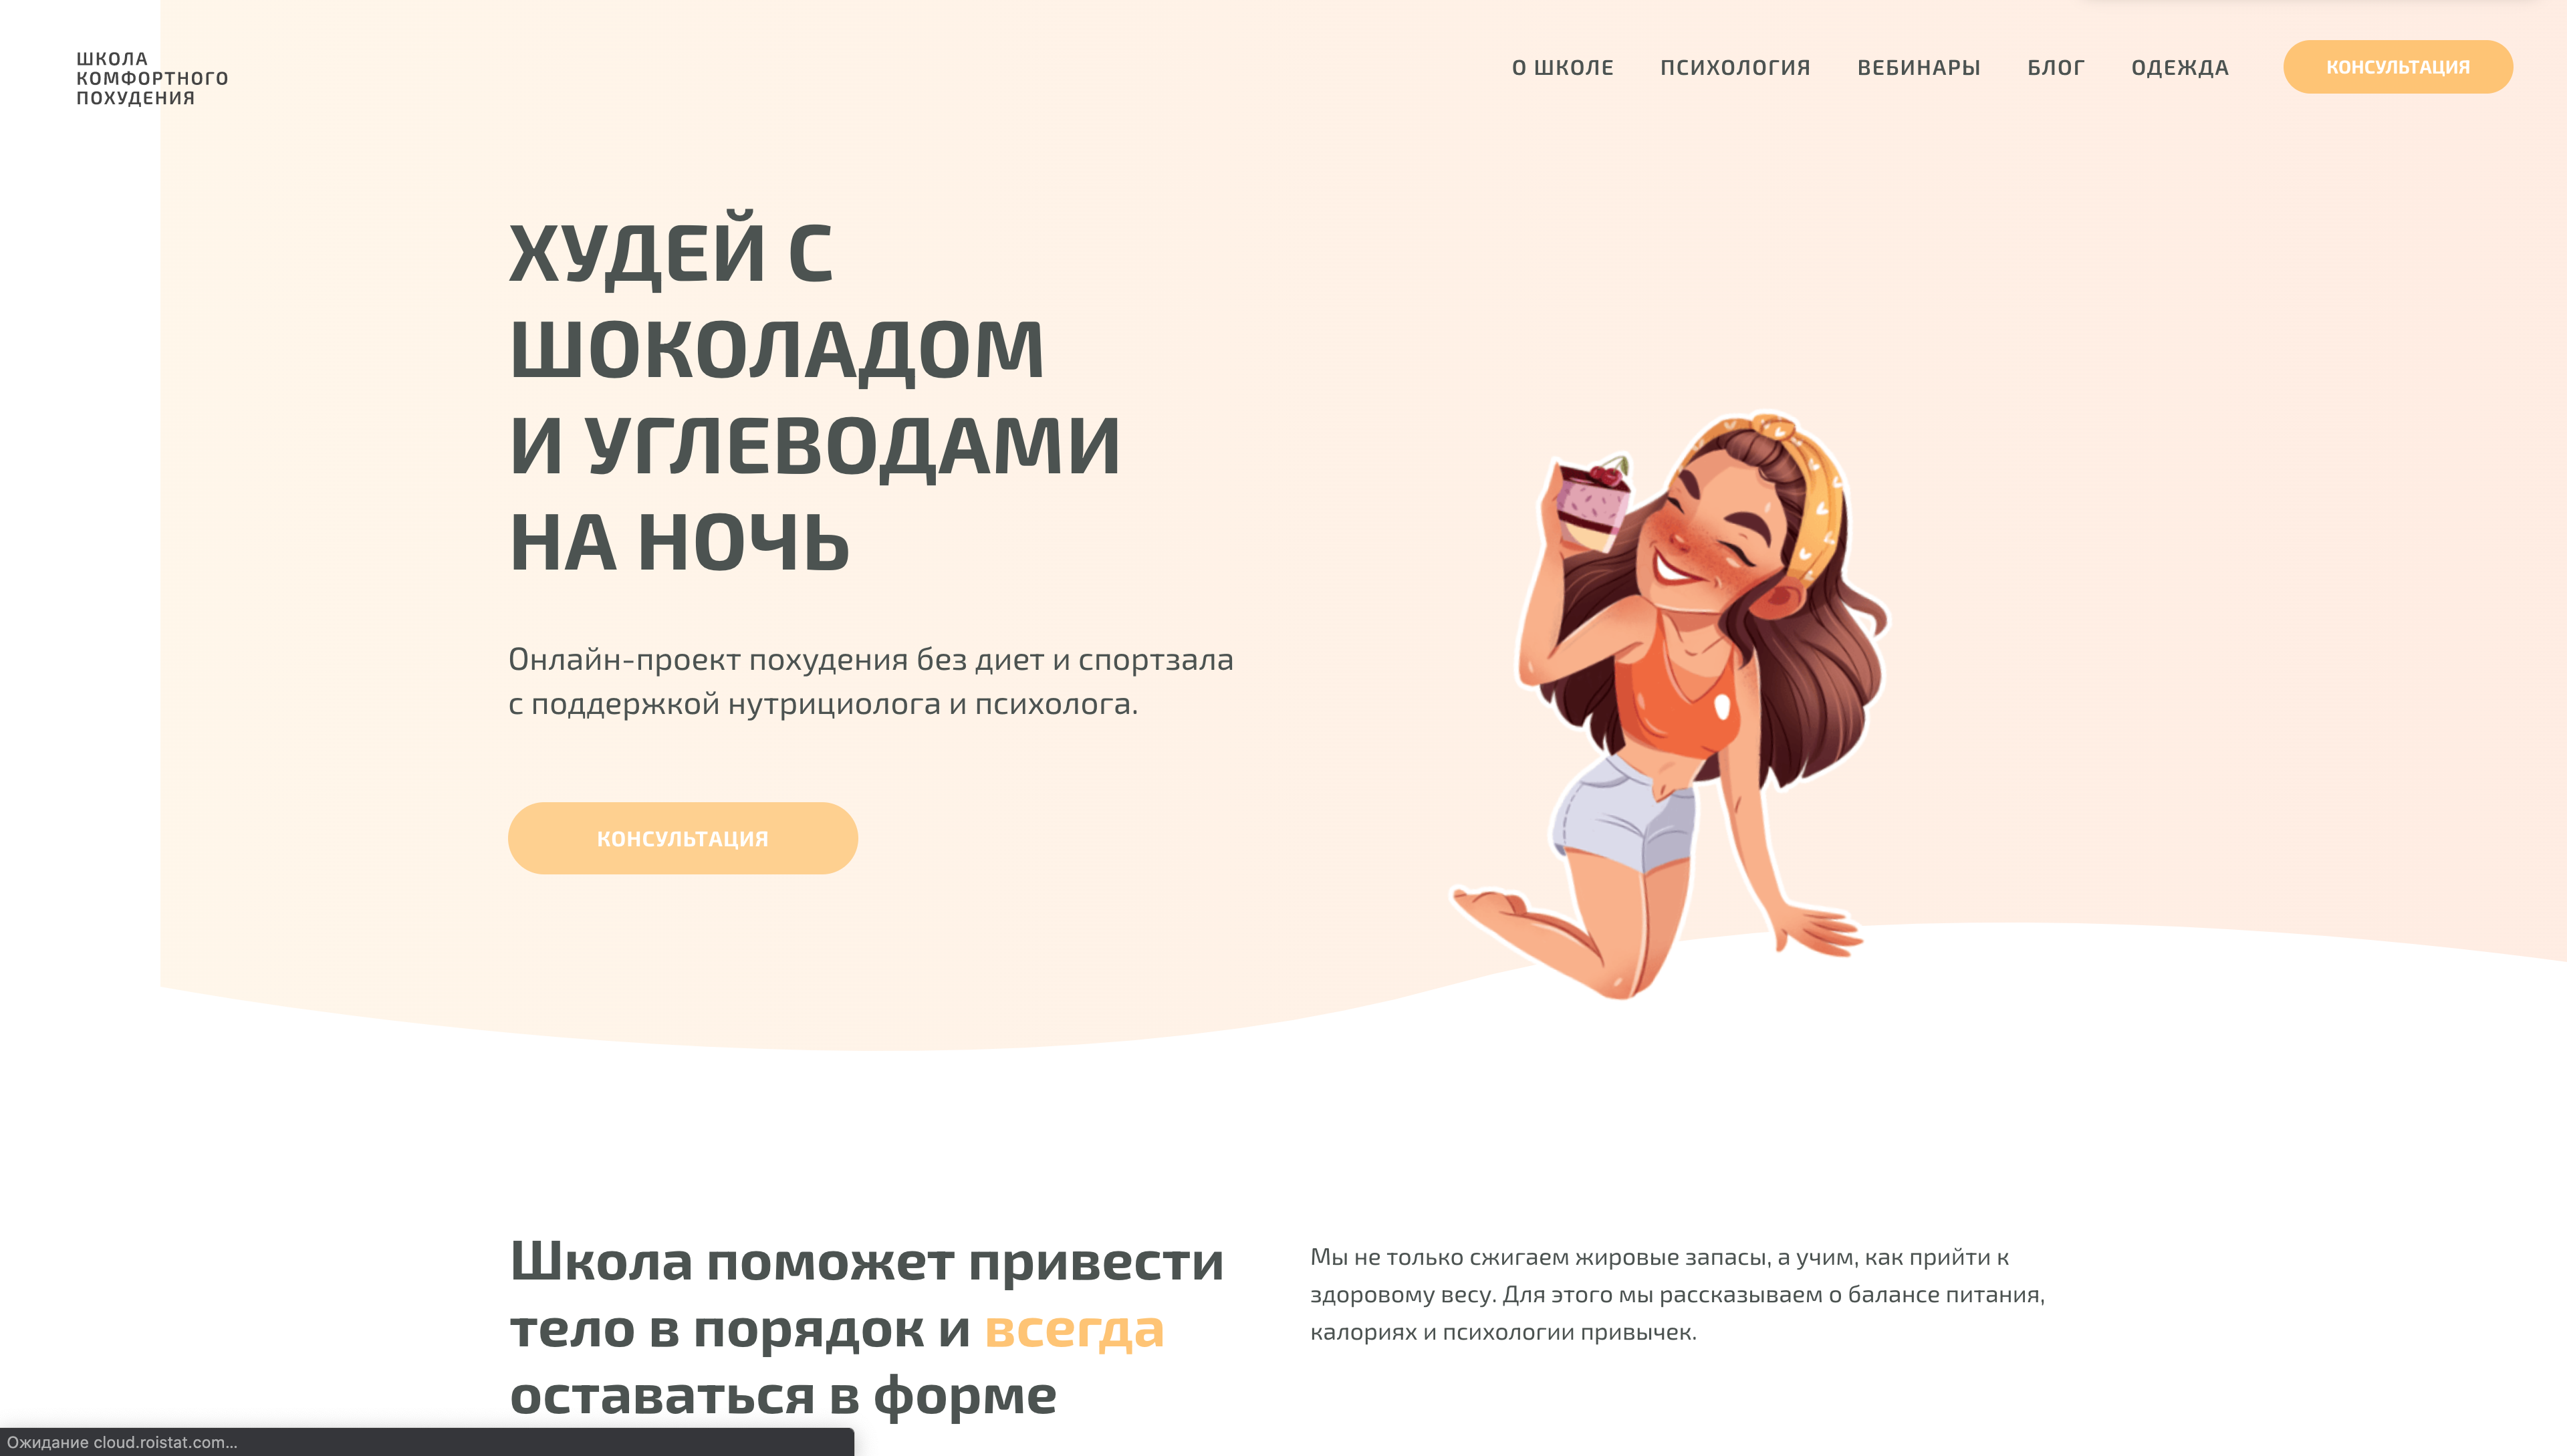 ШКОЛА
КОМФОРТНОГО
ПОХУДЕНИЯ
О ШКОЛЕ
ПСИХОЛОГИЯ
ВЕБИНАРЫ
БЛОГ
ОДЕЖДА
КОНСУЛЬТАЦИЯ
ХУДЕЙ С
ШОКОЛАДОМ
И УГЛЕВОДАМИ
НА НОЧЬ
Онлайн-проект похудения без диет и спортзала
с поддержкой нутрициолога и психолога.
КОНСУЛЬТАЦИЯ
Школа поможет привести
тело в порядок и всегда
оставаться в форме
Мы не только сжигаем жировые запасы, а учим, как прийти к
здоровому весу. Для этого мы рассказываем о балансе питания,
калориях и психологии привычек.
Ожидание cloud.roistat.com...